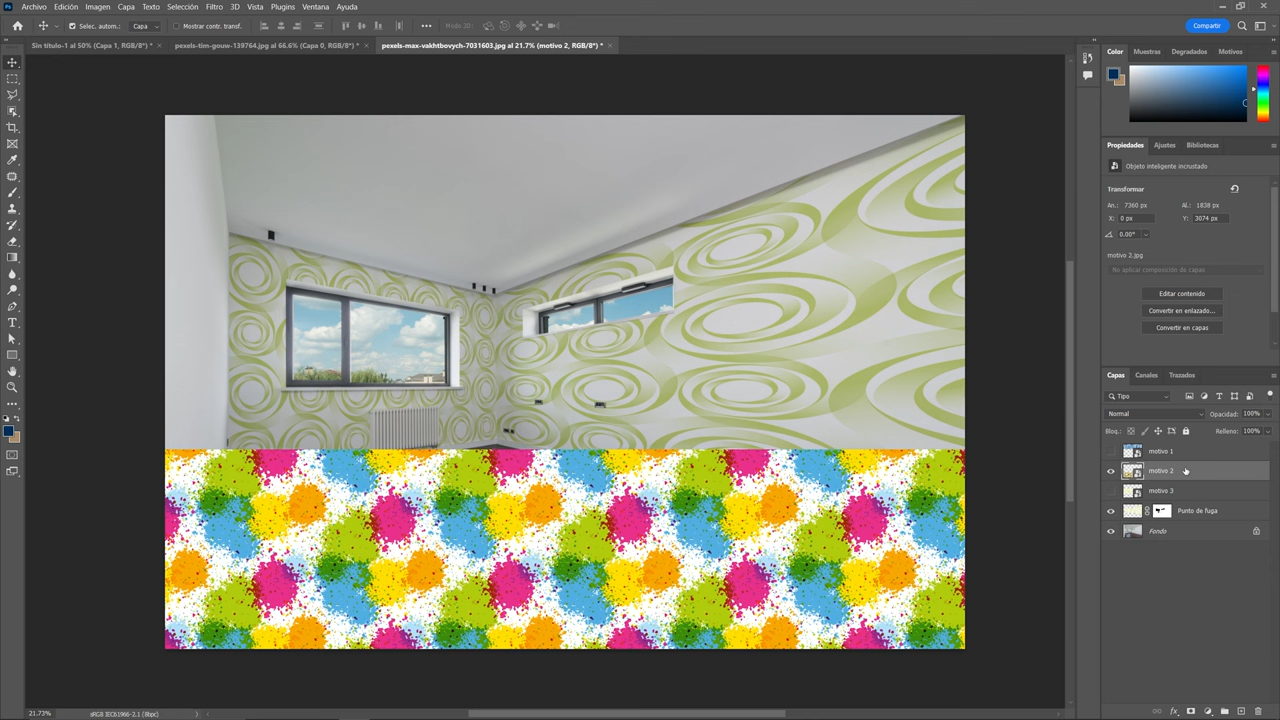 Ps Archivo Edición Imagen Capa Texto Selección Filtro 3D Vista Plugins Ventana Ayuda
Selec. autom.: Capa Mostrar contr. transf. Modo 3D: Compartir
Sin título-1 al 50% (Capa 1, RGB/8*) * × pexels-tim-gouw-139764.jpg al 66.6% (Capa 0, RGB/8*) * × pexels-max-vakhtbovych-7031603.jpg al 21.7% (motivo 2, RGB/8*) * ×
Color Muestras Degradados Motivos
Propiedades Ajustes Bibliotecas
Objeto inteligente incrustado
Transformar
An.: 7360 px Al.: 1838 px
X: 0 px Y: 3074 px
0.00°
motivo 2.jpg
No aplicar composición de capas
Editar contenido
Convertir en enlazado...
Convertir en capas
Capas Canales Trazados
Tipo
Normal Opacidad: 100%
Bloq.: Relleno: 100%
motivo 1
motivo 2
motivo 3
Punto de fuga
Fondo
21.73% sRGB IEC61966-2.1 (8bpc)